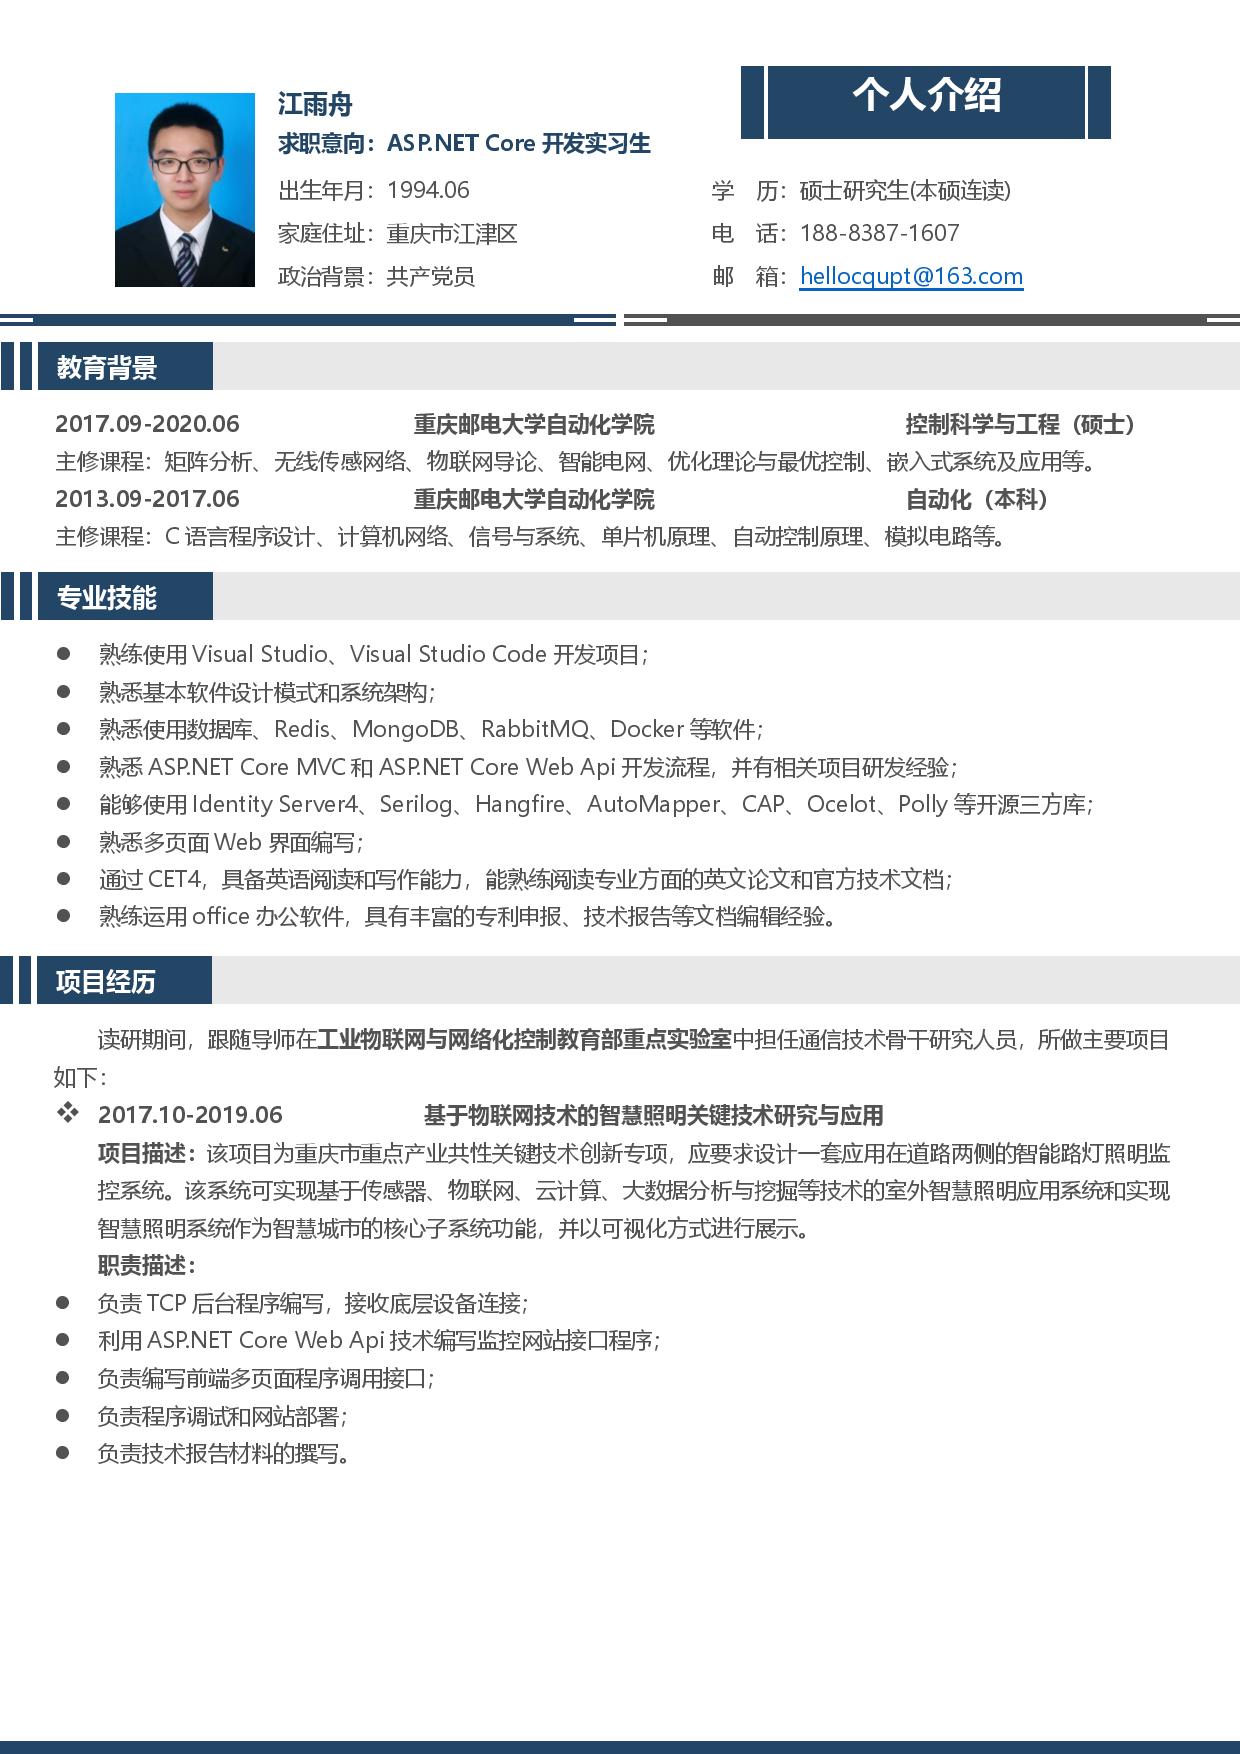 个人介绍
江雨舟
求职意向：ASP.NET Core 开发实习生
出生年月：1994.06
学 历：硕士研究生(本硕连读)
家庭住址：重庆市江津区
电 话：188-8387-1607
政治背景：共产党员
邮 箱：hellocqupt@163.com
教育背景
2017.09-2020.06 重庆邮电大学自动化学院 控制科学与工程（硕士）
主修课程：矩阵分析、无线传感网络、物联网导论、智能电网、优化理论与最优控制、嵌入式系统及应用等。
2013.09-2017.06 重庆邮电大学自动化学院 自动化（本科）
主修课程：C 语言程序设计、计算机网络、信号与系统、单片机原理、自动控制原理、模拟电路等。
专业技能
● 熟练使用 Visual Studio、Visual Studio Code 开发项目；
● 熟悉基本软件设计模式和系统架构；
● 熟悉使用数据库、Redis、MongoDB、RabbitMQ、Docker 等软件；
● 熟悉 ASP.NET Core MVC 和 ASP.NET Core Web Api 开发流程，并有相关项目研发经验；
● 能够使用 Identity Server4、Serilog、Hangfire、AutoMapper、CAP、Ocelot、Polly 等开源三方库；
● 熟悉多页面 Web 界面编写；
● 通过 CET4，具备英语阅读和写作能力，能熟练阅读专业方面的英文论文和官方技术文档；
● 熟练运用 office 办公软件，具有丰富的专利申报、技术报告等文档编辑经验。
项目经历
读研期间，跟随导师在工业物联网与网络化控制教育部重点实验室中担任通信技术骨干研究人员，所做主要项目
如下：
❖ 2017.10-2019.06 基于物联网技术的智慧照明关键技术研究与应用
项目描述：该项目为重庆市重点产业共性关键技术创新专项，应要求设计一套应用在道路两侧的智能路灯照明监
控系统。该系统可实现基于传感器、物联网、云计算、大数据分析与挖掘等技术的室外智慧照明应用系统和实现
智慧照明系统作为智慧城市的核心子系统功能，并以可视化方式进行展示。
职责描述：
● 负责 TCP 后台程序编写，接收底层设备连接；
● 利用 ASP.NET Core Web Api 技术编写监控网站接口程序；
● 负责编写前端多页面程序调用接口；
● 负责程序调试和网站部署；
● 负责技术报告材料的撰写。